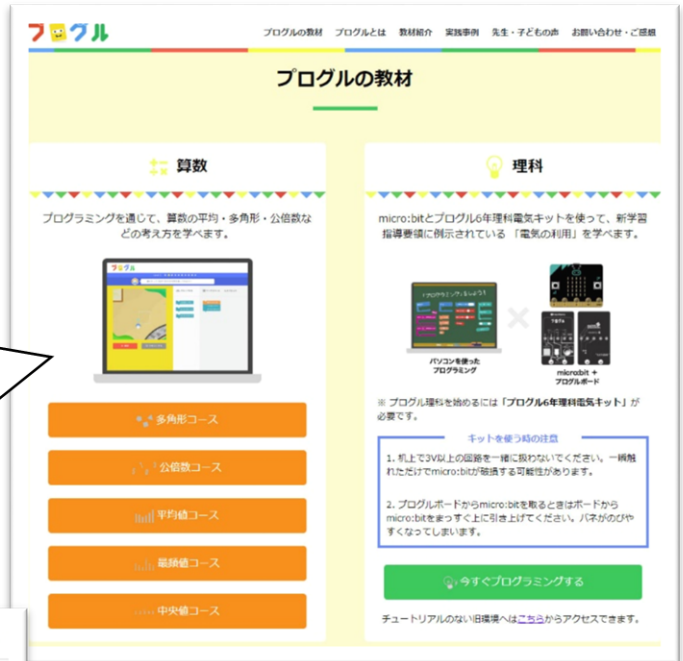 プログル
プログルの教材 プログルとは 教材紹介 実践事例 先生・子どもの声 お問い合わせ・ご感想
プログルの教材
算数
プログラミングを通じて、算数の平均・多角形・公倍数な
どの考え方を学べます。
プログル
多角形コース
公倍数コース
平均値コース
最頻値コース
中央値コース
理科
micro:bitとプログル6年理科電気キットを使って、新学習
指導要領に例示されている 「電気の利用」を学べます。
プログラミングをしよう!
パソコンを使った
プログラミング
×
micro:bit +
プログルボード
※ プログル理科を始めるには「プログル6年理科電気キット」が
必要です。
キットを使う時の注意
1. 机上で3V以上の回路を一緒に扱わないでください。一瞬触
れただけでmicro:bitが破損する可能性があります。
2. プログルボードからmicro:bitを取るときはボードから
micro:bitをまっすぐ上に引き上げてください。バネがのびや
すくなってしまいます。
今すぐプログラミングする
チュートリアルのない旧環境へはこちらからアクセスできます。